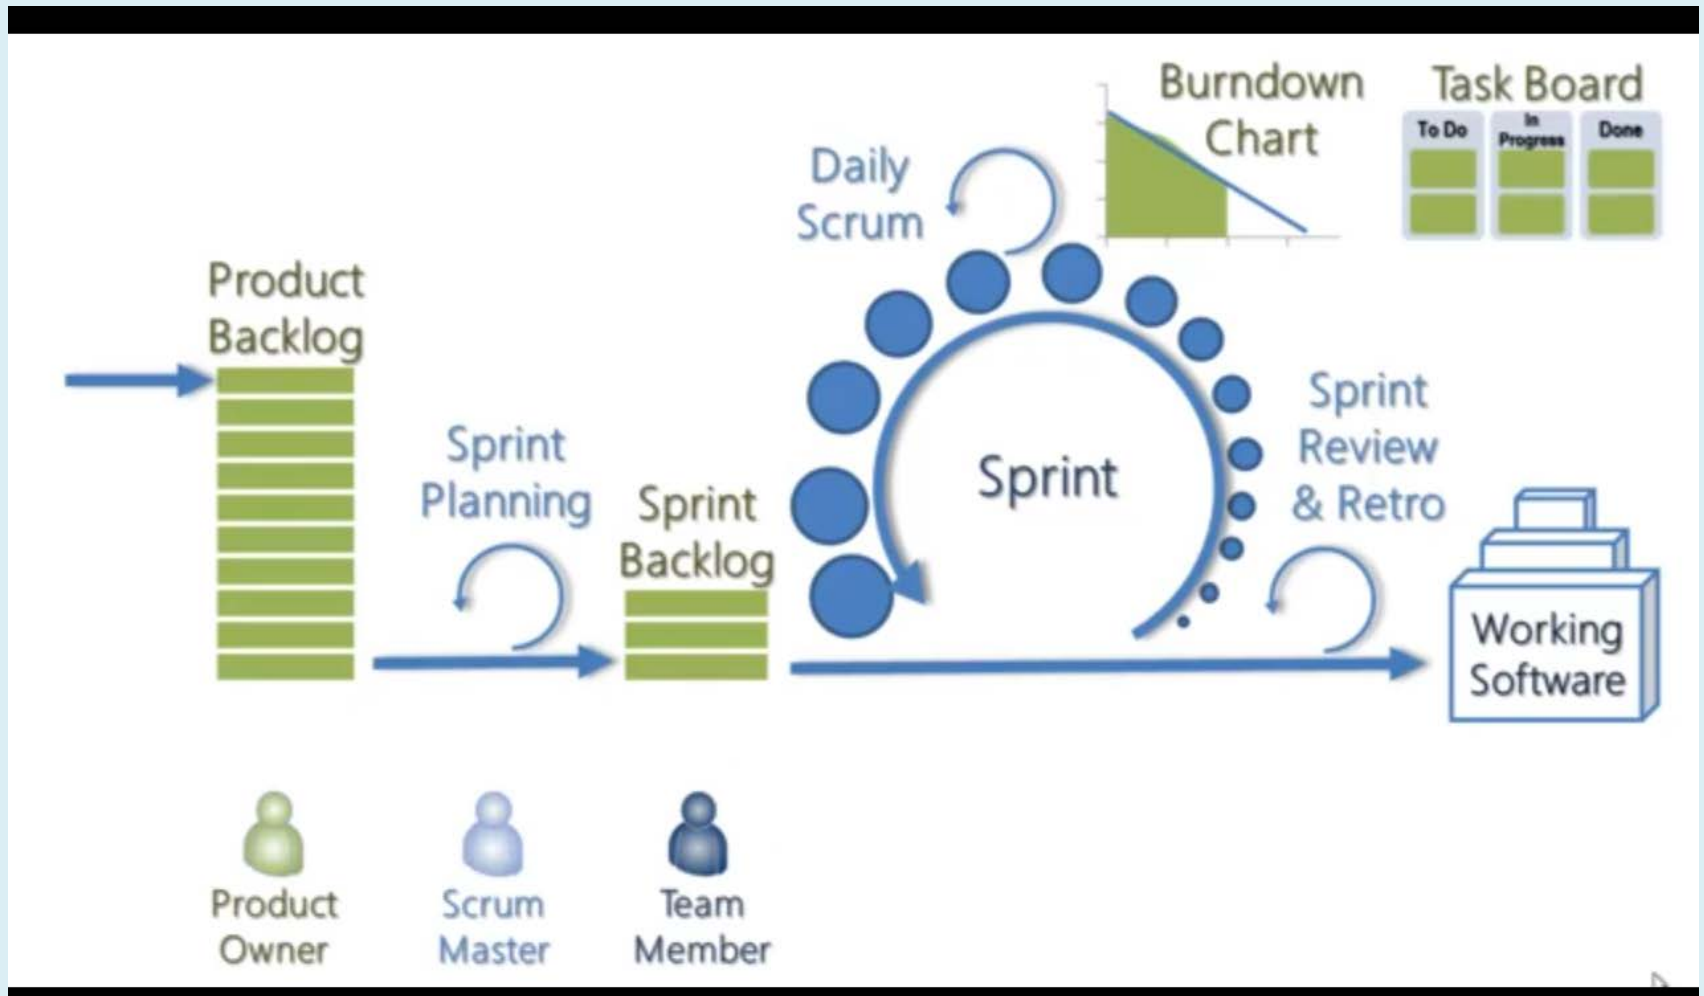 Burndown
Chart
Task Board
To Do
In
Progress
Done
Daily
Scrum
Product
Backlog
Sprint
Planning
Sprint
Backlog
Sprint
Sprint
Review
& Retro
Working
Software
Product
Owner
Scrum
Master
Team
Member